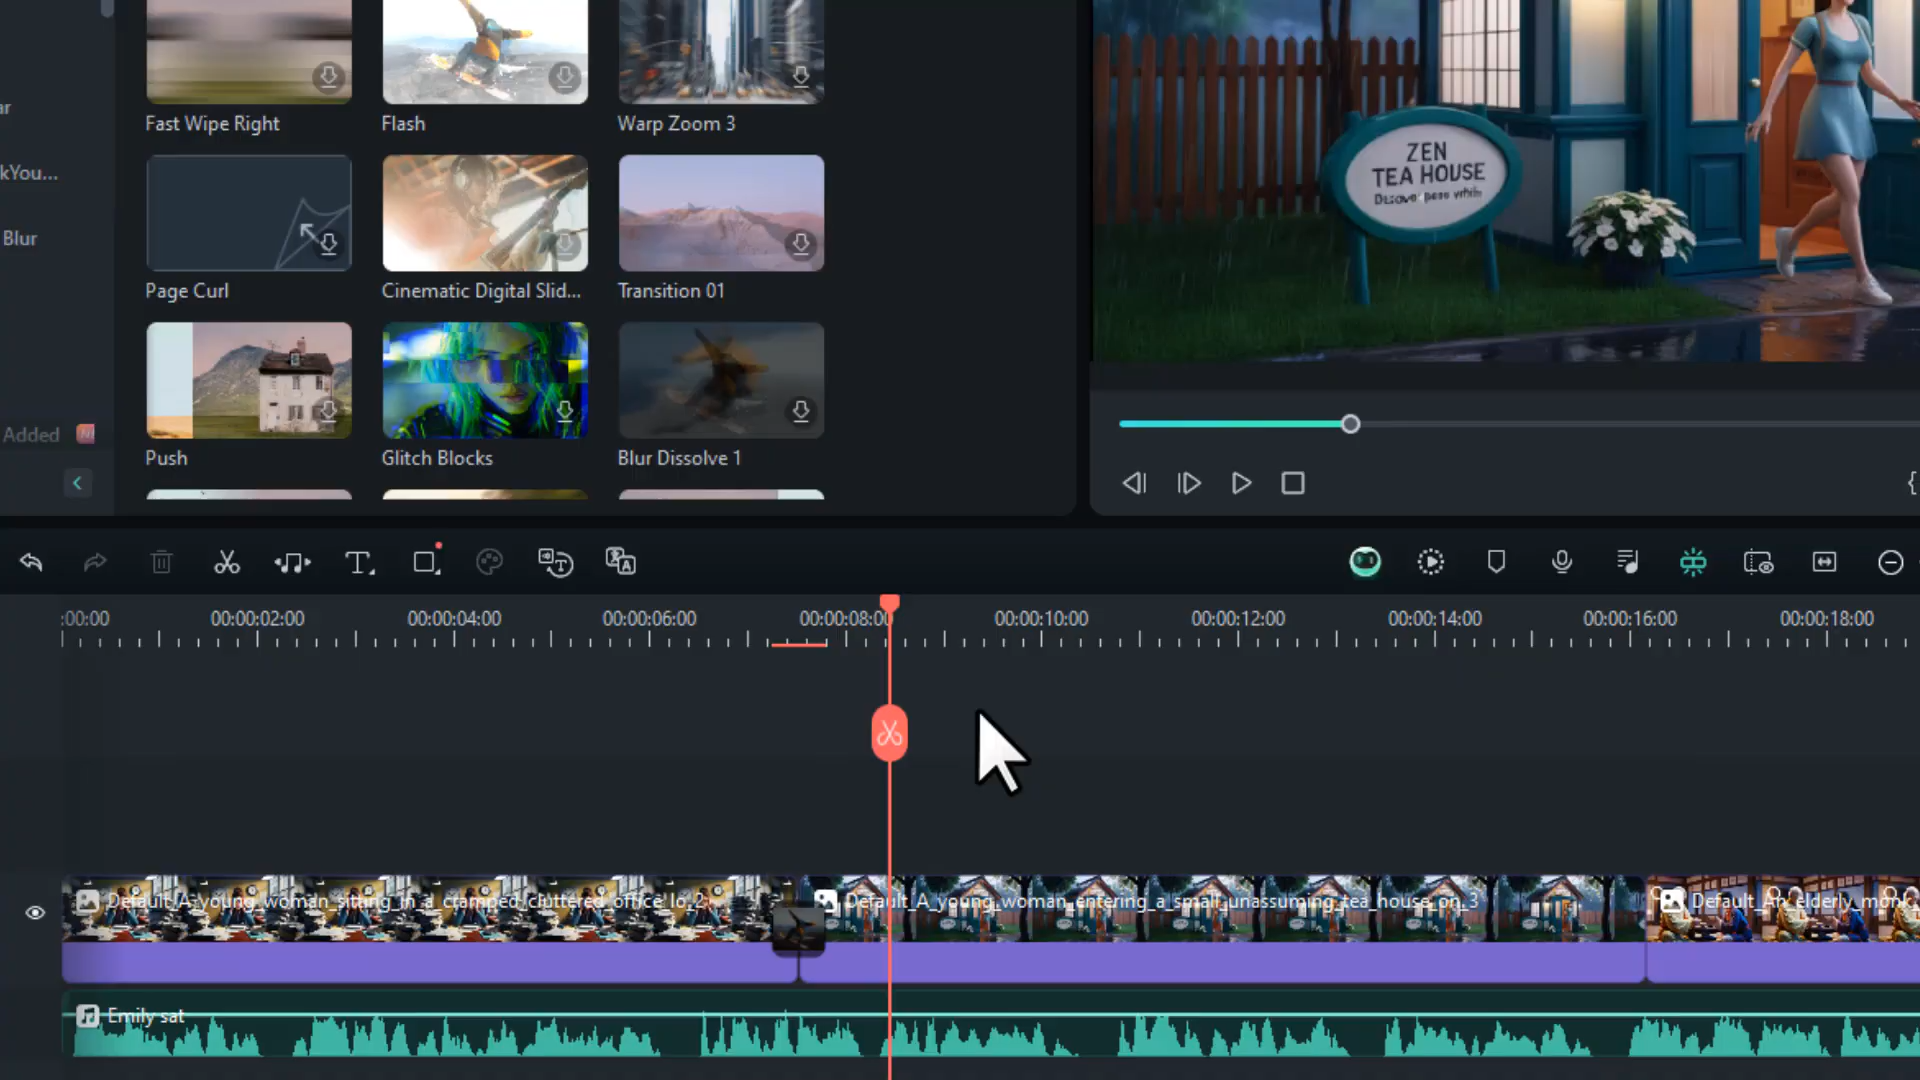 Fast Wipe Right
Flash
Warp Zoom 3
ar
kYou...
Blur
Page Curl
Cinematic Digital Slid...
Transition 01
Push
Glitch Blocks
Blur Dissolve 1
Added
ZEN
TEA HOUSE
:00:00
00:00:02:00
00:00:04:00
00:00:06:00
00:00:08:00
00:00:10:00
00:00:12:00
00:00:14:00
00:00:16:00
00:00:18:00
Default_A_young_woman_sitting_in_a_cramped_cluttered_office_lo_2
Default_A_young_woman_entering_a_small_unassuming_tea_house_on_3
Default_An_elderly_monk
Emily sat